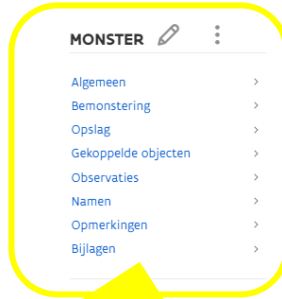 MONSTER
Algemeen
Bemonstering
Opslag
Gekoppelde objecten
Observaties
Namen
Opmerkingen
Bijlagen